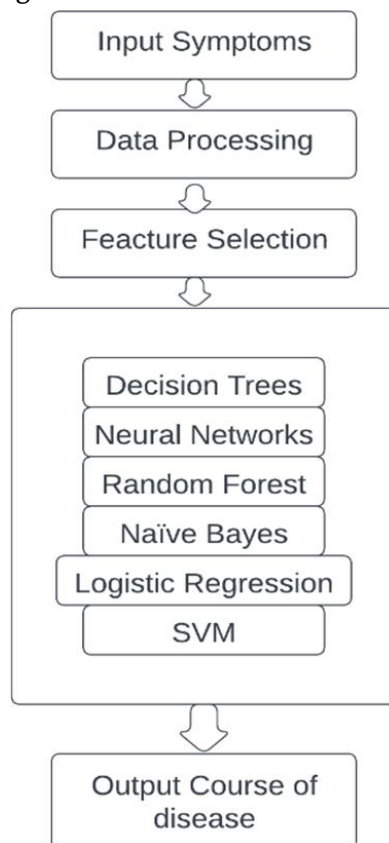 Input Symptoms
Data Processing
Feacture Selection
Decision Trees
Neural Networks
Random Forest
Naïve Bayes
Logistic Regression
SVM
Output Course of
disease